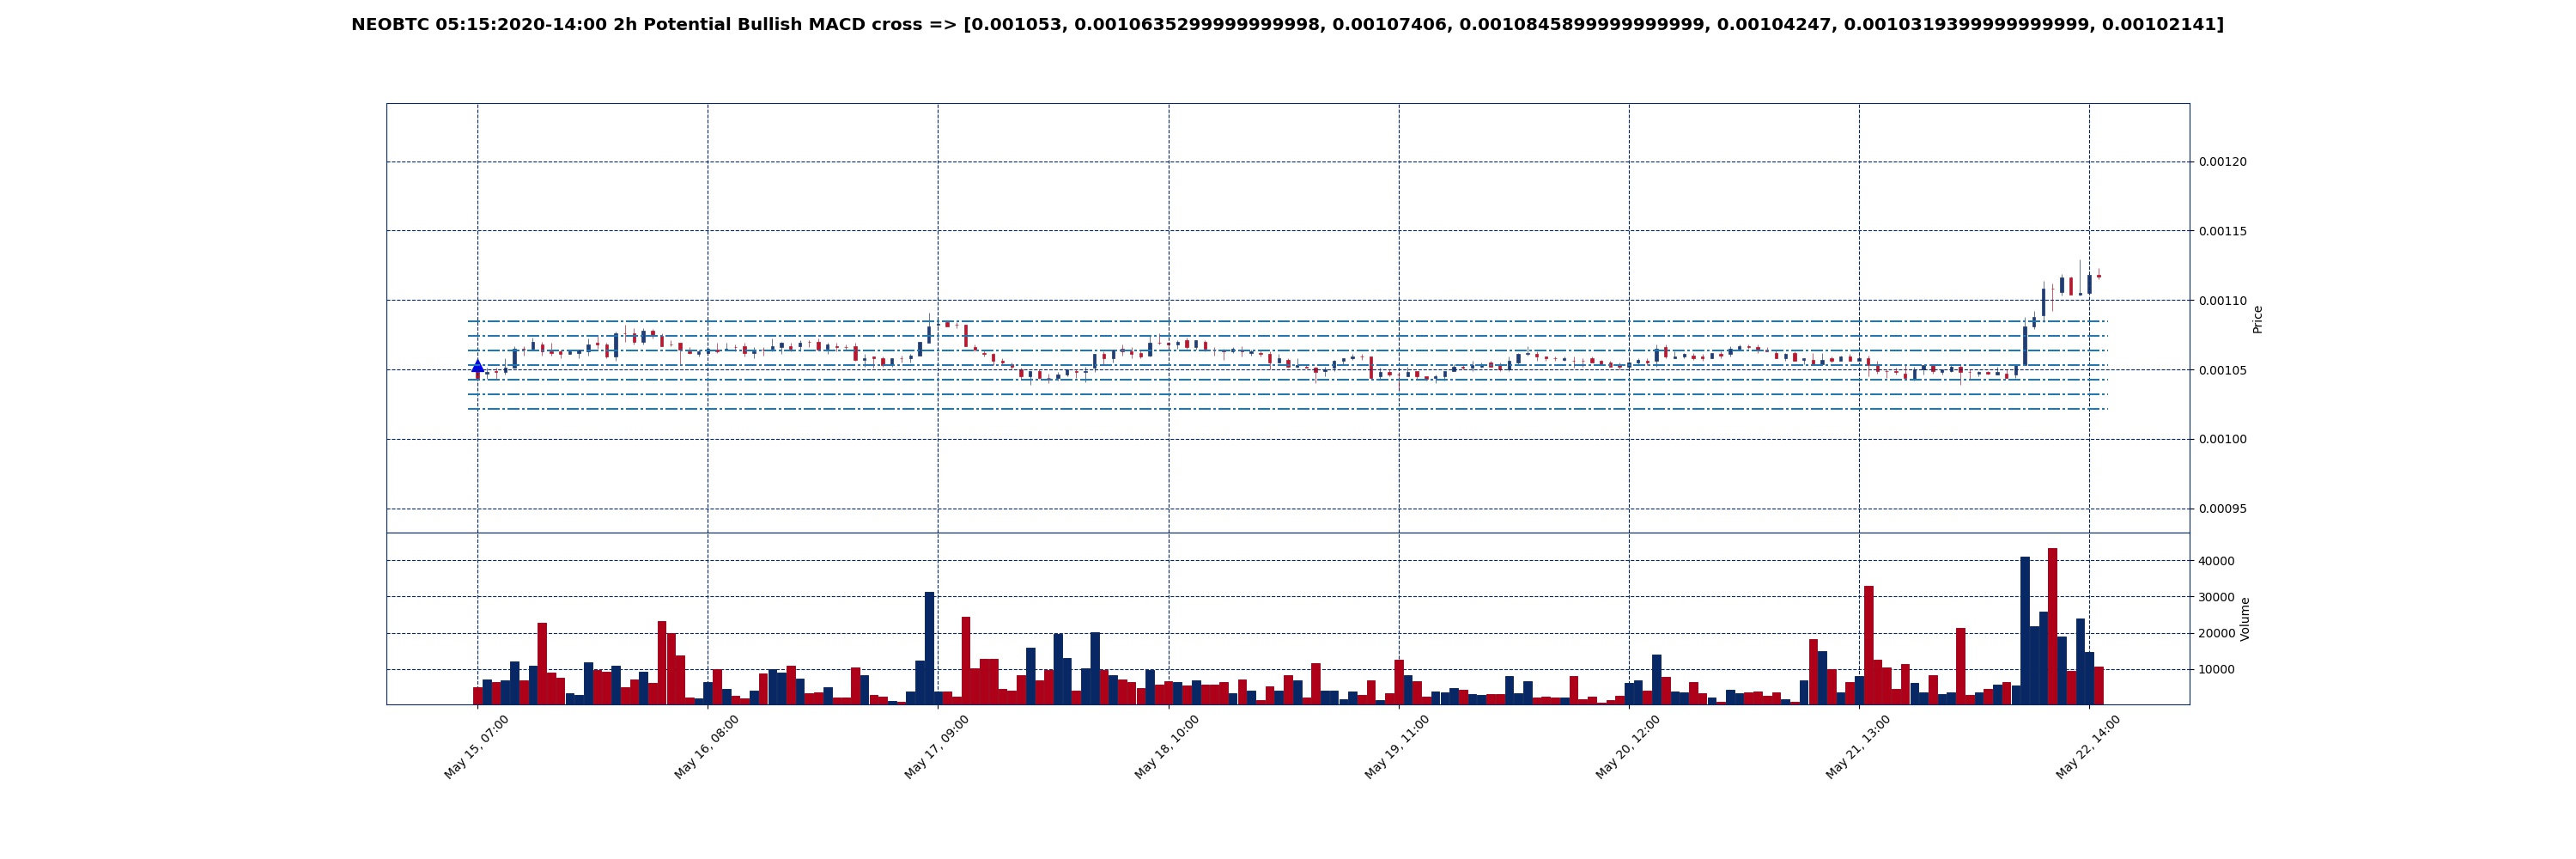 NEOBTC 05:15:2020-14:00 2h Potential Bullish MACD cross => [0.001053, 0.0010635299999999998, 0.00107406, 0.0010845899999999999, 0.00104247, 0.0010319399999999999, 0.00102141]
0.00120
0.00115
0.00110
0.00105
0.00100
0.00095
Price
40000
30000
20000
10000
Volume
May 15, 07:00
May 16, 08:00
May 17, 09:00
May 18, 10:00
May 19, 11:00
May 20, 12:00
May 21, 13:00
May 22, 14:00